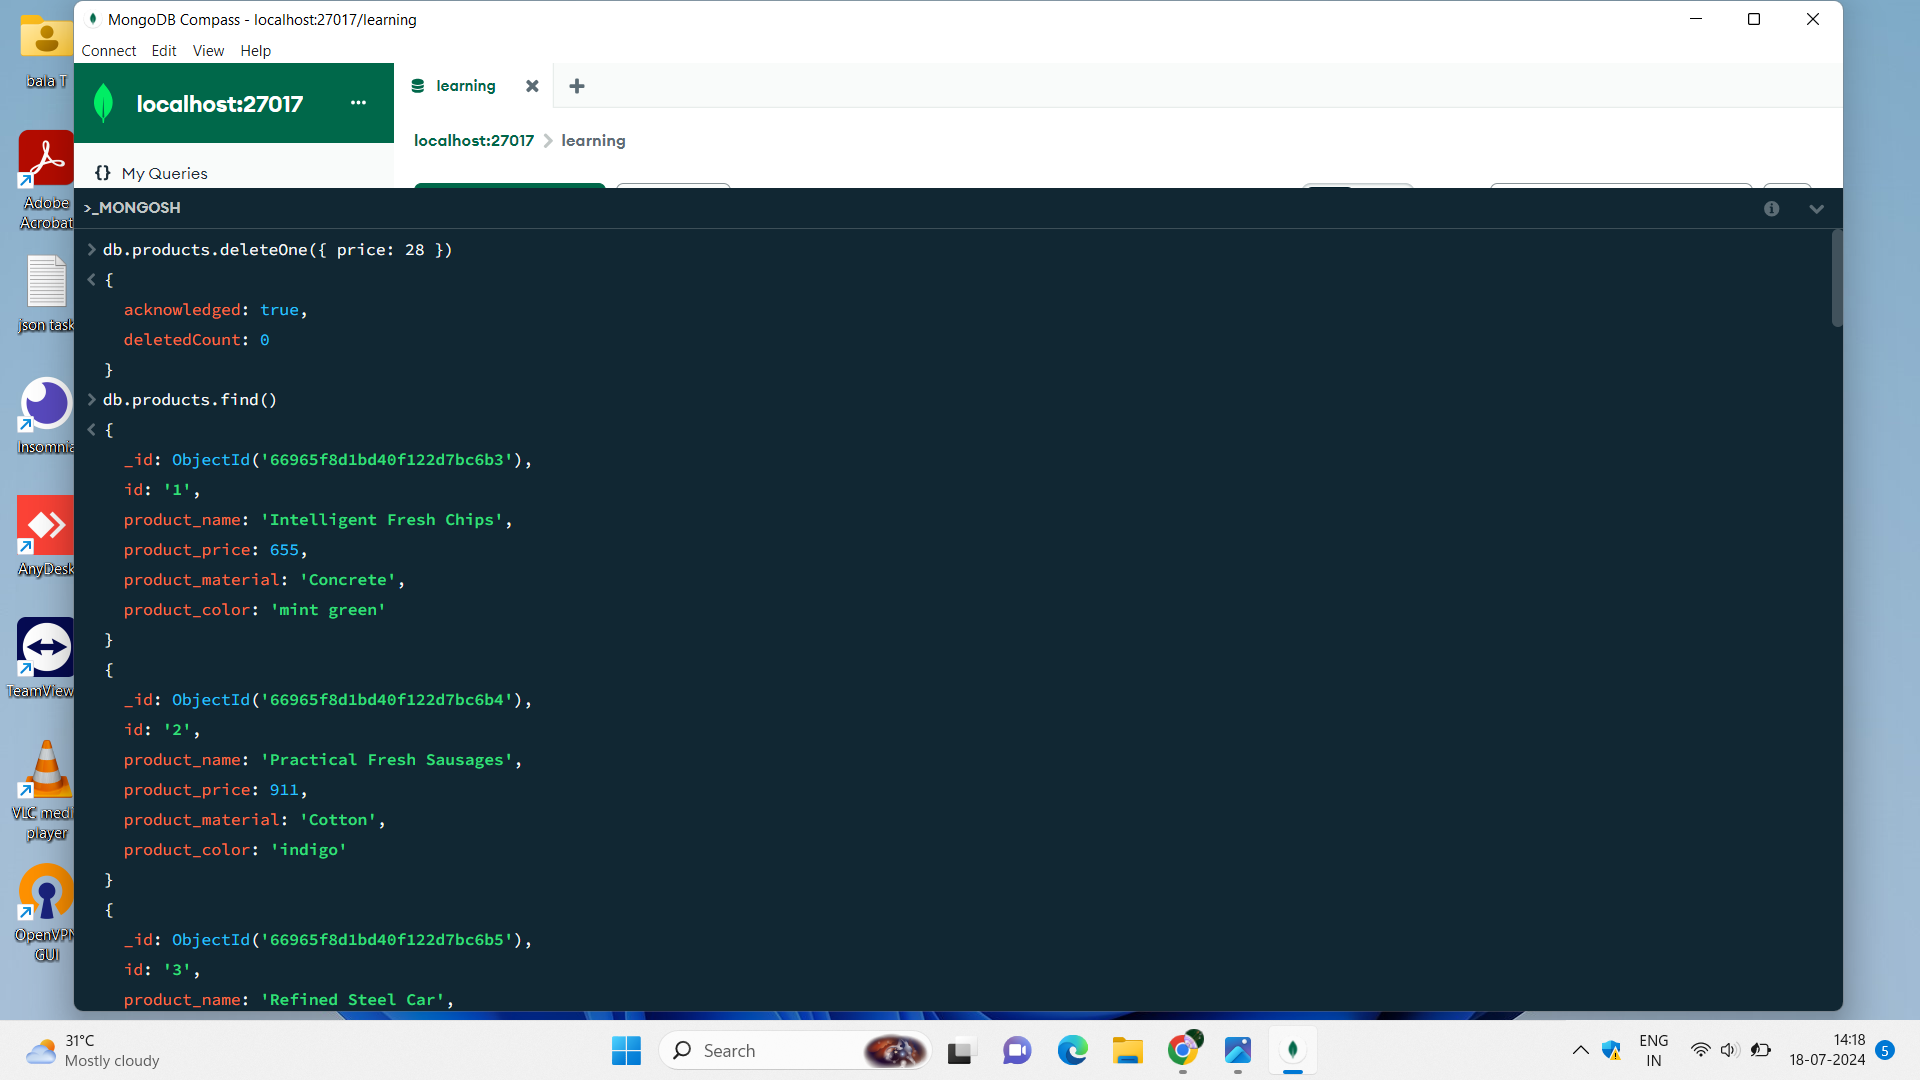 MongoDB Compass - localhost:27017/learning
Connect Edit View Help
bala T
localhost:27017 ...
learning
localhost:27017 > learning
{} My Queries
Adobe
Acrobat
>_MONGOSH
db.products.deleteOne({ price: 28 })
{
acknowledged: true,
deletedCount: 0
}
json task
db.products.find()
{
Insomnia
_id: ObjectId('66965f8d1bd40f122d7bc6b3'),
id: '1',
product_name: 'Intelligent Fresh Chips',
product_price: 655,
AnyDesk
product_material: 'Concrete',
product_color: 'mint green'
}
{
TeamView
_id: ObjectId('66965f8d1bd40f122d7bc6b4'),
id: '2',
product_name: 'Practical Fresh Sausages',
product_price: 911,
VLC medi
player
product_material: 'Cotton',
product_color: 'indigo'
}
{
OpenVPN
GUI
_id: ObjectId('66965f8d1bd40f122d7bc6b5'),
id: '3',
product_name: 'Refined Steel Car',
31°C
Mostly cloudy
Search
ENG
IN
14:18
18-07-2024
5